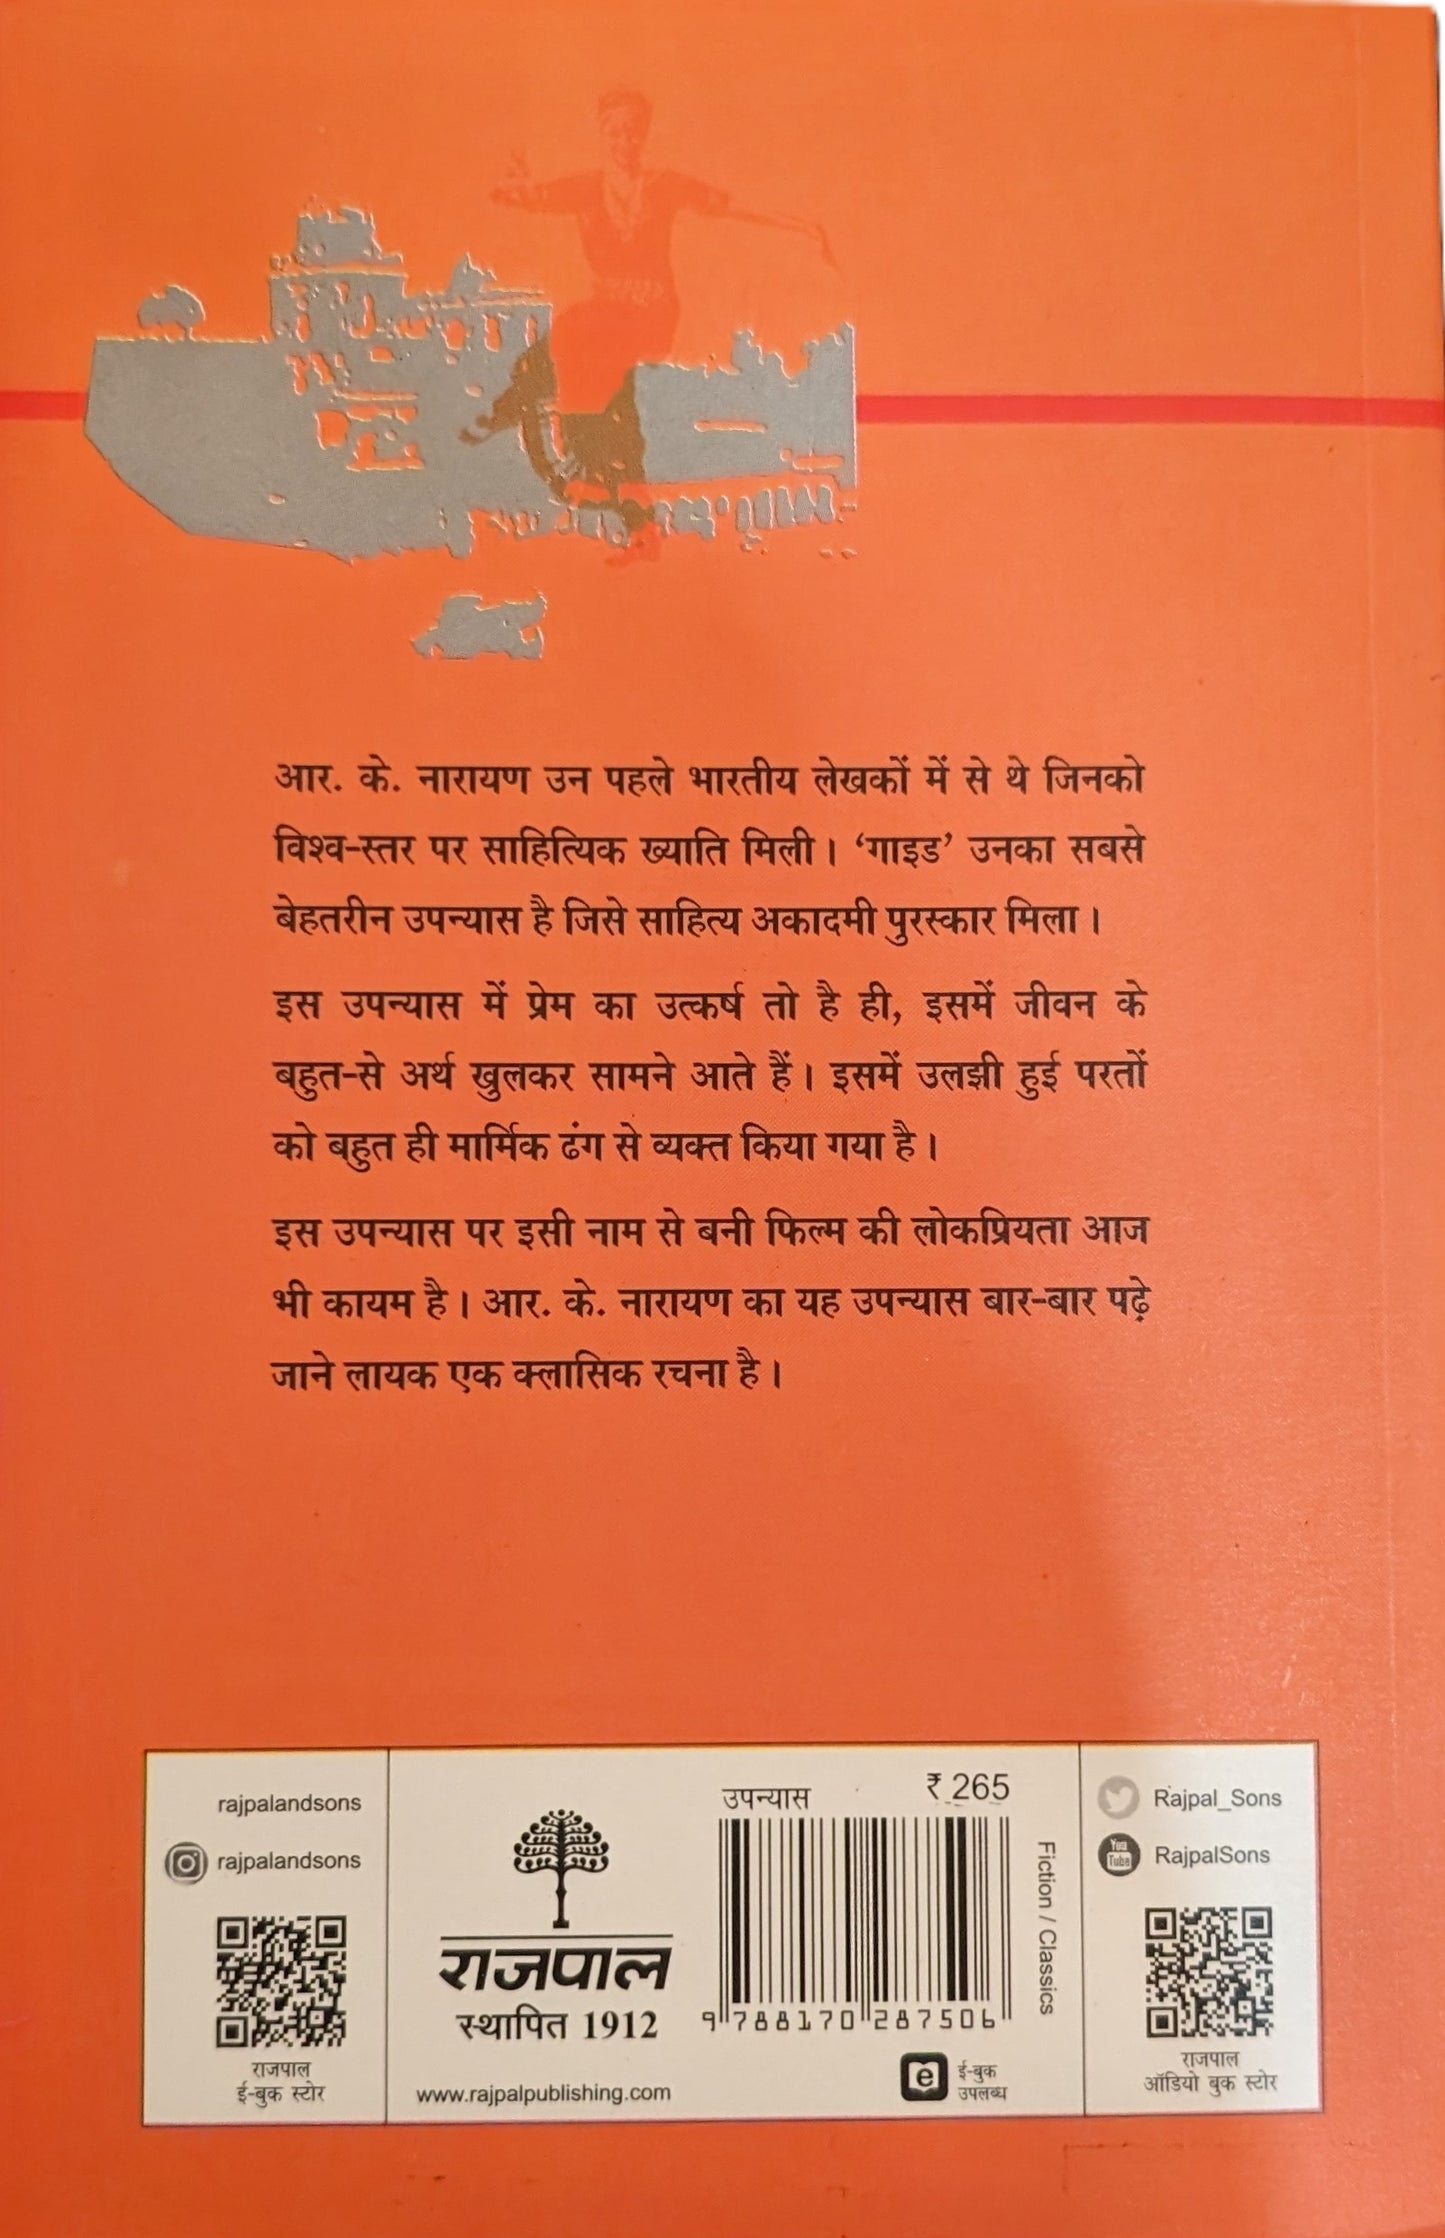 आर. के. नारायण उन पहले भारतीय लेखकों में से थे जिनको
विश्व-स्तर पर साहित्यिक ख्याति मिली। ‘गाइड’ उनका सबसे
बेहतरीन उपन्यास है जिसे साहित्य अकादमी पुरस्कार मिला।
इस उपन्यास में प्रेम का उत्कर्ष तो है ही, इसमें जीवन के
बहुत-से अर्थ खुलकर सामने आते हैं। इसमें उलझी हुई परतों
को बहुत ही मार्मिक ढंग से व्यक्त किया गया है।
इस उपन्यास पर इसी नाम से बनी फिल्म की लोकप्रियता आज
भी कायम है। आर. के. नारायण का यह उपन्यास बार-बार पढ़े
जाने लायक एक क्लासिक रचना है।
rajpalandsons
rajpalandsons
राजपाल
ई-बुक स्टोर
राजपाल
स्थापित 1912
www.rajpalpublishing.com
उपन्यास
₹ 265
9 788170 287506
Fiction / Classics
e
ई-बुक
उपलब्ध
Rajpal_Sons
You
Tube
RajpalSons
राजपाल
ऑडियो बुक स्टोर